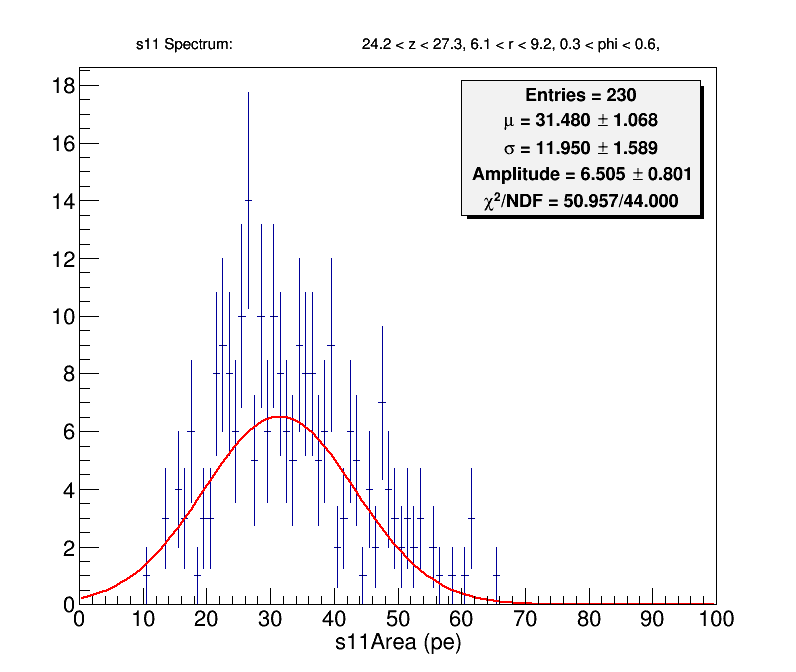 s11 Spectrum: 24.2 < z < 27.3, 6.1 < r < 9.2, 0.3 < phi < 0.6,
Entries = 230
μ = 31.480 ± 1.068
σ = 11.950 ± 1.589
Amplitude = 6.505 ± 0.801
χ²/NDF = 50.957/44.000
18
16
14
12
10
8
6
4
2
0
0 10 20 30 40 50 60 70 80 90 100
s11Area (pe)